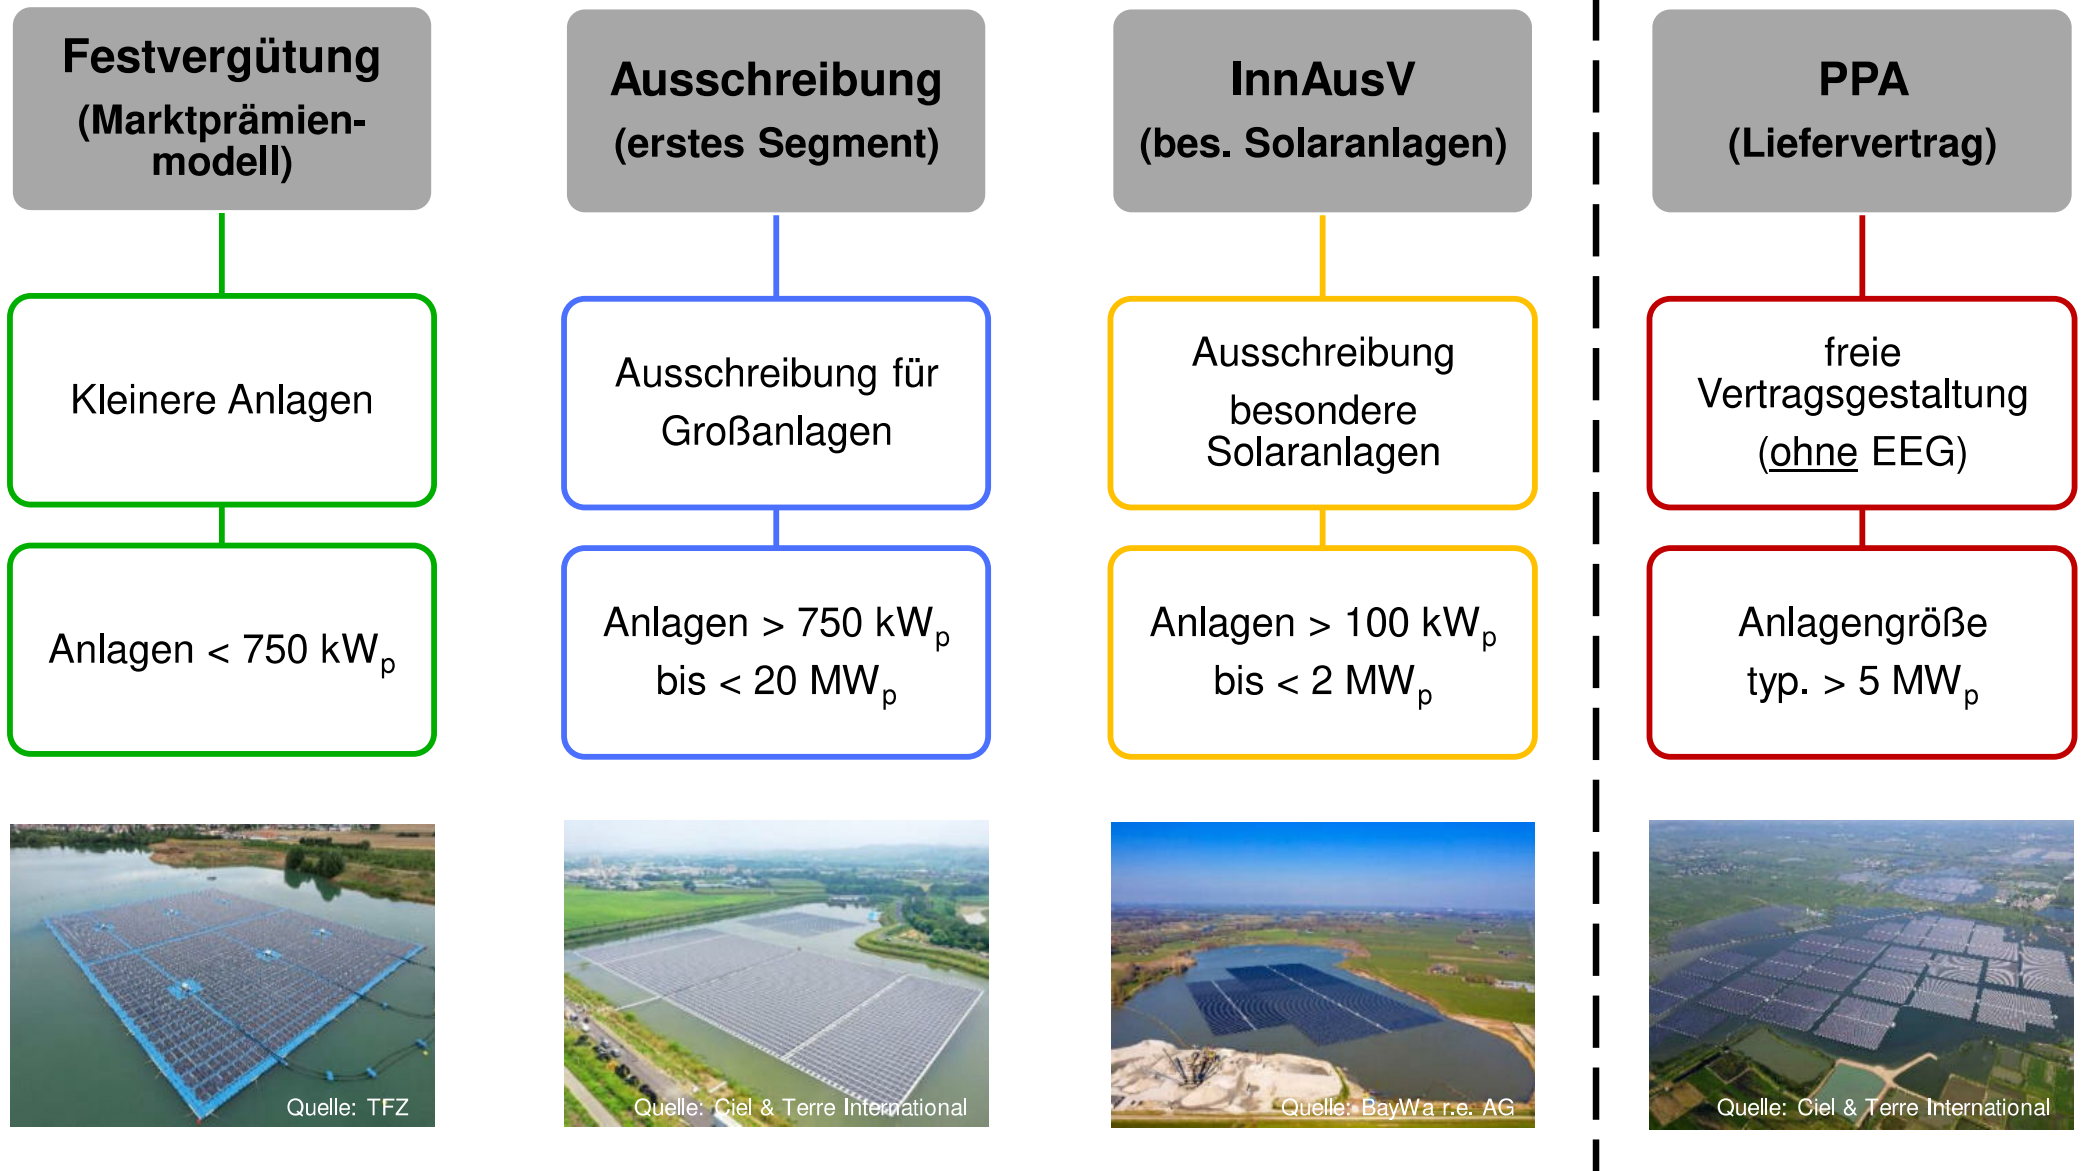 Festvergütung
(Marktprämien-
modell)
Kleinere Anlagen
Anlagen < 750 kWp
Quelle: TFZ
Ausschreibung
(erstes Segment)
Ausschreibung für
Großanlagen
Anlagen > 750 kWp
bis < 20 MWp
Quelle: Ciel & Terre International
InnAusV
(bes. Solaranlagen)
Ausschreibung
besondere
Solaranlagen
Anlagen > 100 kWp
bis < 2 MWp
Quelle: BayWa r.e. AG
PPA
(Liefervertrag)
freie
Vertragsgestaltung
(ohne EEG)
Anlagengröße
typ. > 5 MWp
Quelle: Ciel & Terre International